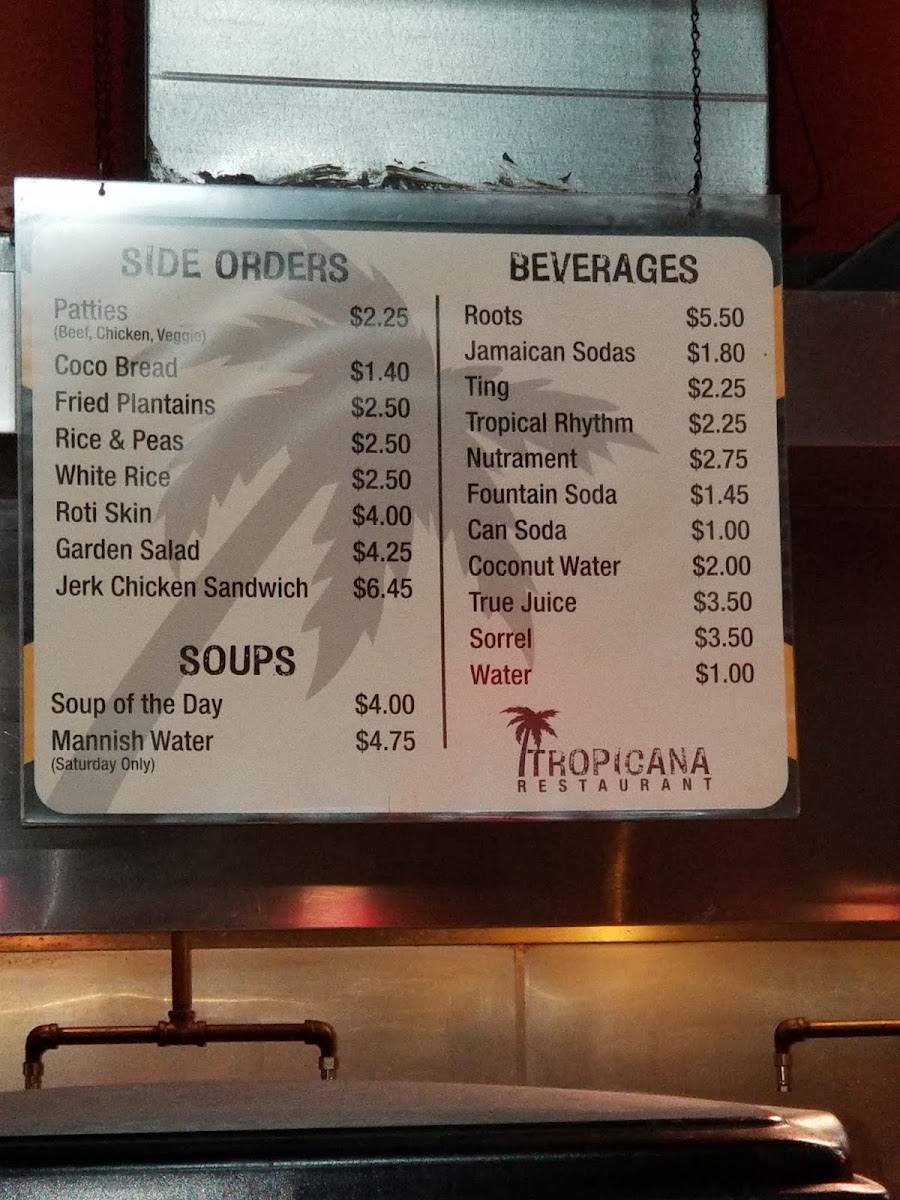 SIDE ORDERS
Patties $2.25
(Beef, Chicken, Veggie)
Coco Bread $1.40
Fried Plantains $2.50
Rice & Peas $2.50
White Rice $2.50
Roti Skin $4.00
Garden Salad $4.25
Jerk Chicken Sandwich $6.45
SOUPS
Soup of the Day $4.00
Mannish Water $4.75
(Saturday Only)
BEVERAGES
Roots $5.50
Jamaican Sodas $1.80
Ting $2.25
Tropical Rhythm $2.25
Nutrament $2.75
Fountain Soda $1.45
Can Soda $1.00
Coconut Water $2.00
True Juice $3.50
Sorrel $3.50
Water $1.00
TROPICANA
RESTAURANT